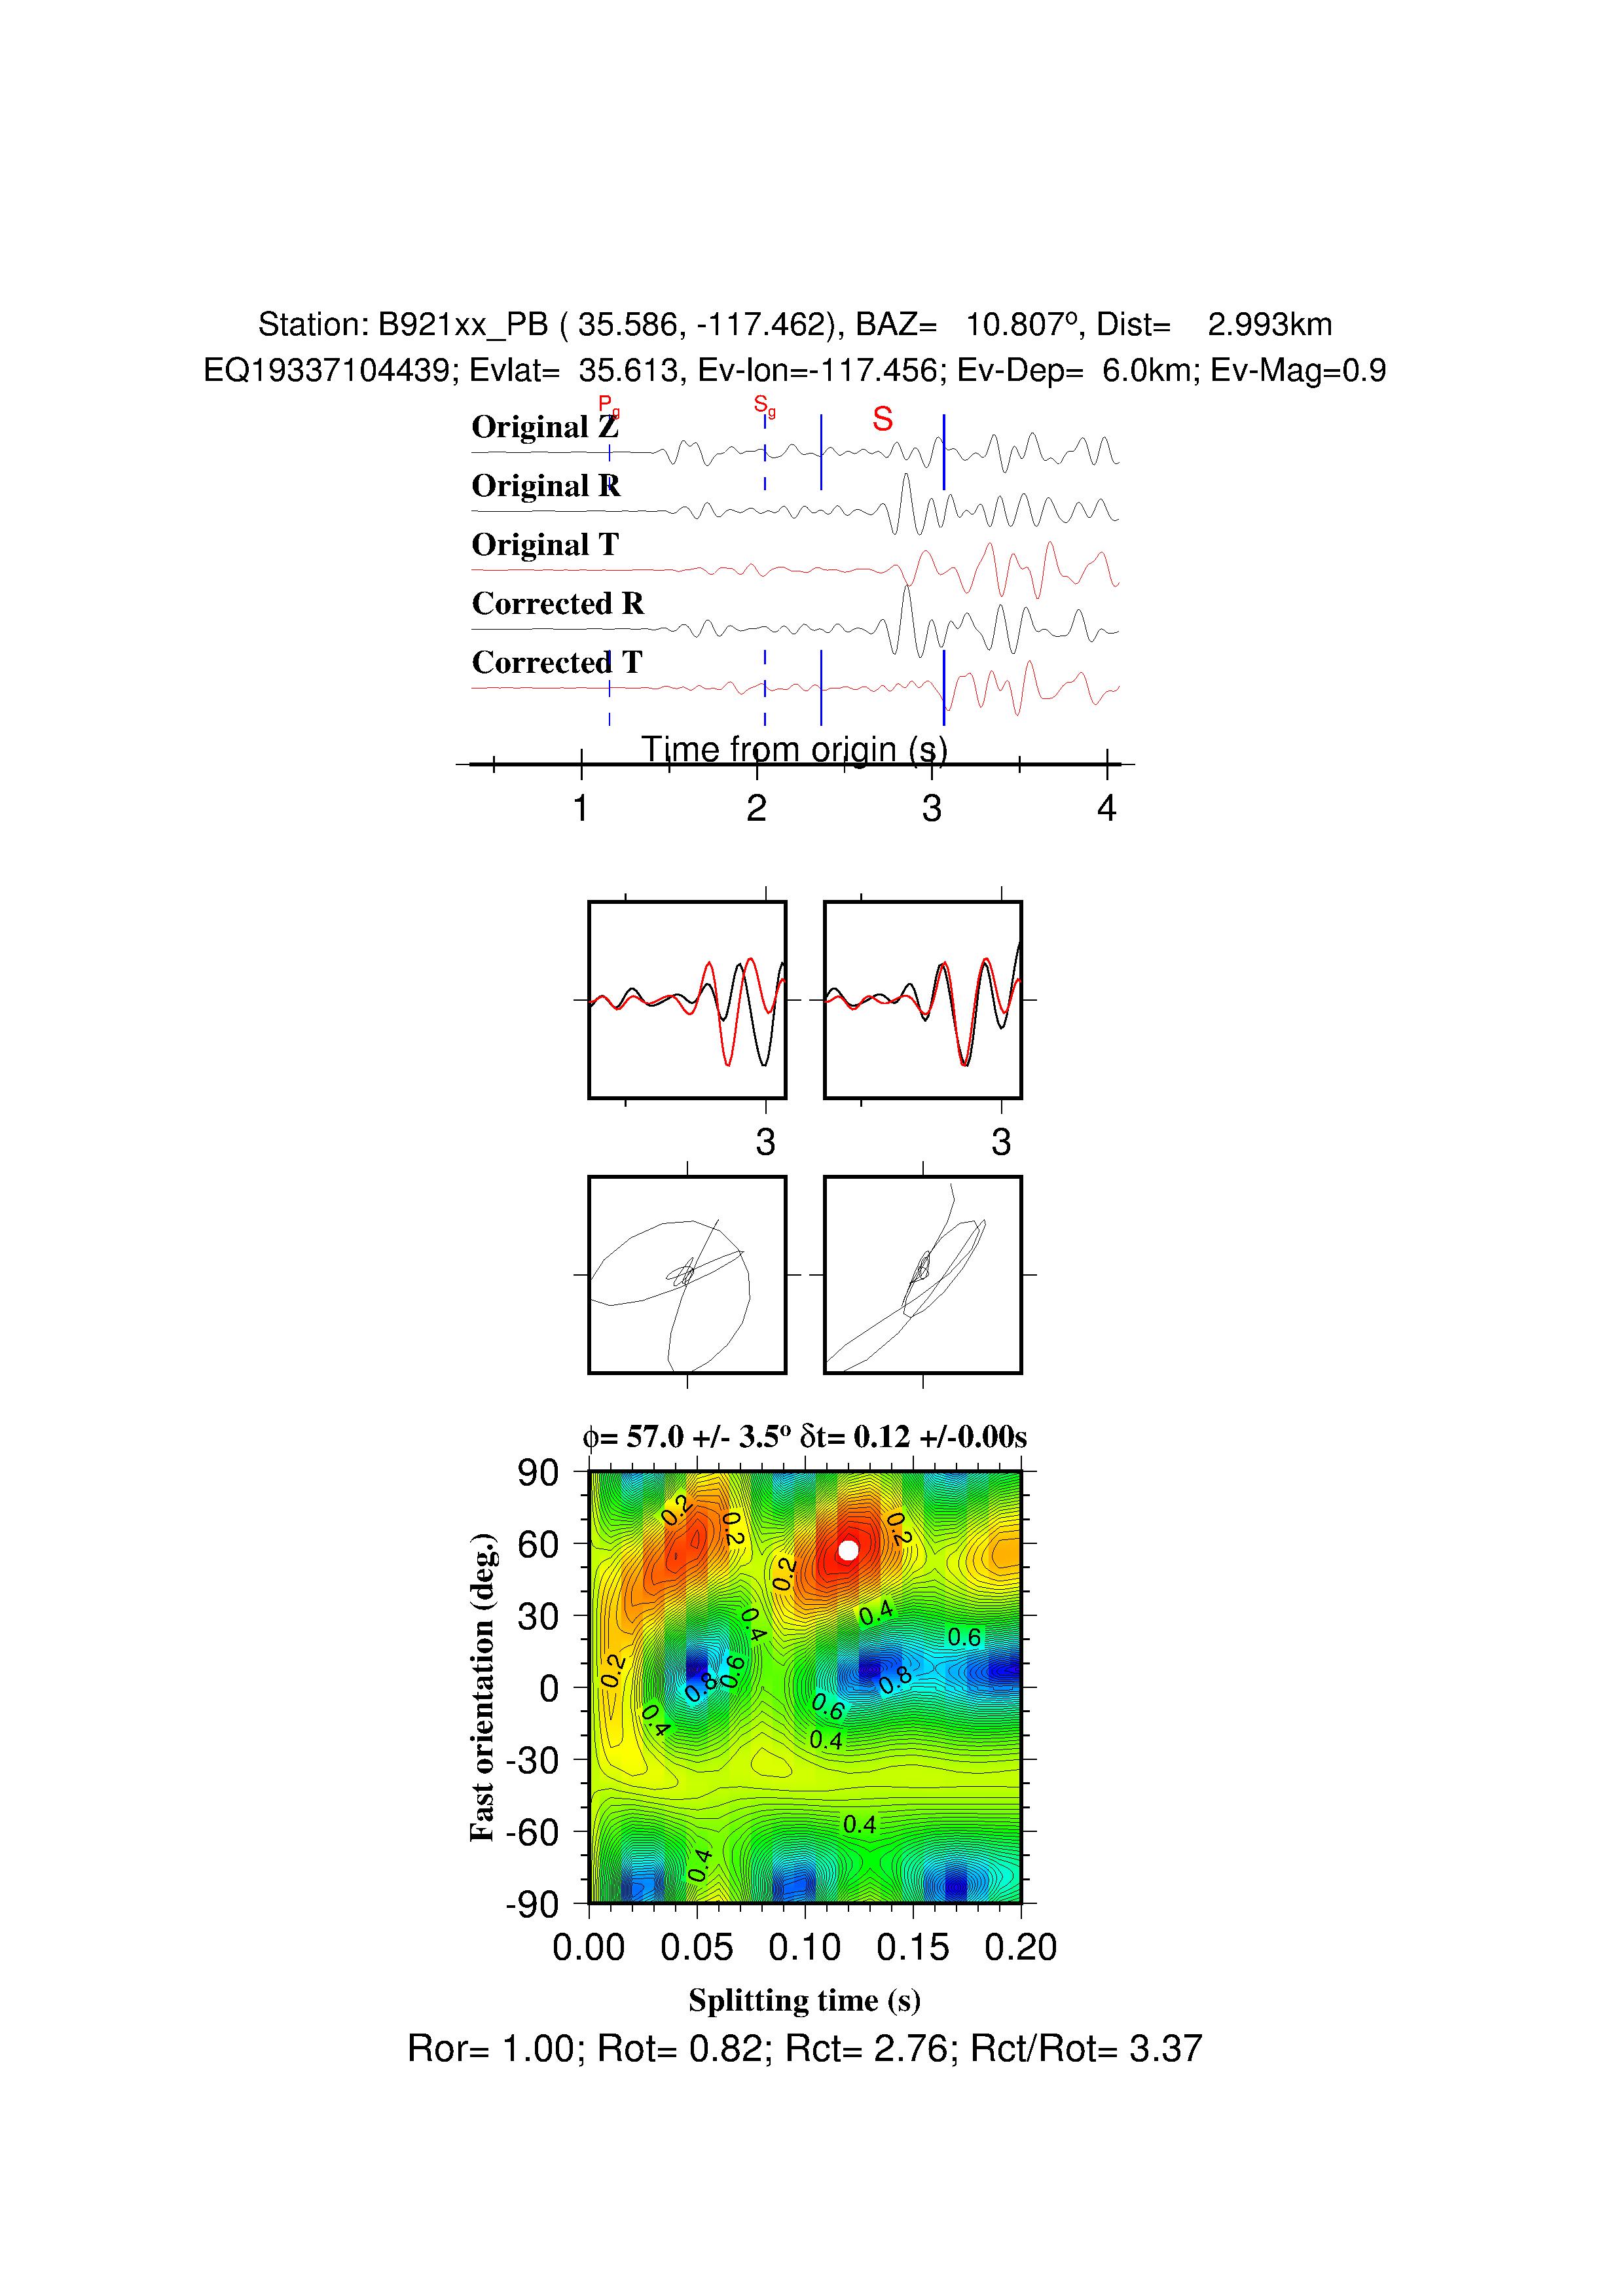 Station: B921xx_PB ( 35.586, -117.462), BAZ= 10.807º, Dist= 2.993km
EQ19337104439; Evlat= 35.613, Ev-lon=-117.456; Ev-Dep= 6.0km; Ev-Mag=0.9
Pg Sg S
Original Z
Original R
Original T
Corrected R
Corrected T
Time from origin (s)
1 2 3 4
3 3
ϕ= 57.0 +/- 3.5º δt= 0.12 +/-0.00s
Fast orientation (deg.)
90
60
30
0
-30
-60
-90
0.2 0.2 0.2
0.2
0.4 0.4
0.6
0.2 0.6
0.8 0.8
0.4 0.6
0.4
0.4
0.4
0.00 0.05 0.10 0.15 0.20
Splitting time (s)
Ror= 1.00; Rot= 0.82; Rct= 2.76; Rct/Rot= 3.37